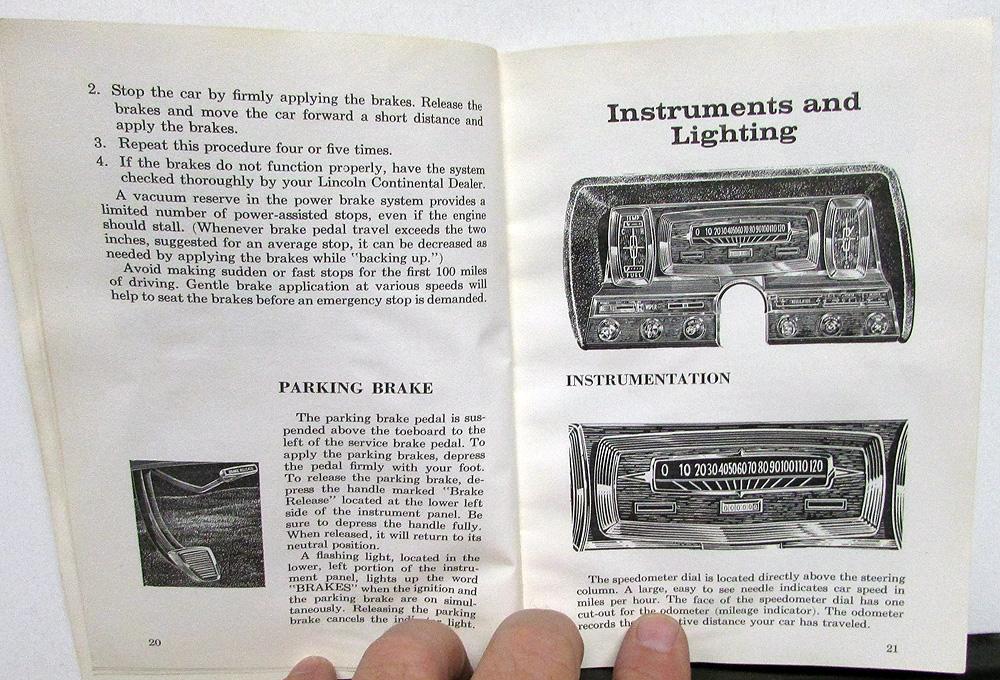 2. Stop the car by firmly applying the brakes. Release the
brakes and move the car forward a short distance and
apply the brakes.
3. Repeat this procedure four or five times.
4. If the brakes do not function properly, have the system
checked thoroughly by your Lincoln Continental Dealer.
A vacuum reserve in the power brake system provides a
limited number of power-assisted stops, even if the engine
should stall. (Whenever brake pedal travel exceeds the two
inches, suggested for an average stop, it can be decreased as
needed by applying the brakes while "backing up.")
Avoid making sudden or fast stops for the first 100 miles
of driving. Gentle brake application at various speeds will
help to seat the brakes before an emergency stop is demanded.
PARKING BRAKE
The parking brake pedal is sus-
pended above the toeboard to the
left of the service brake pedal. To
apply the parking brakes, depress
the pedal firmly with your foot.
To release the parking brake, de-
press the handle marked "Brake
Release" located at the lower left
side of the instrument panel. Be
sure to depress the handle fully.
When released, it will return to its
neutral position.
A flashing light, located in the
lower, left portion of the instru-
ment panel, lights up the word
"BRAKES" when the ignition and
the parking brake are on simul-
taneously. Releasing the parking
brake cancels the light.
BRAKE RELEASE
20
Instruments and
Lighting
TEMP
FUEL
0 10 20 30 40 50 60 70 80 90 100 110 120
WIPER
INSTRUMENTATION
0 10 20 30 40 50 60 70 80 90 100 110 120
The speedometer dial is located directly above the steering
column. A large, easy to see needle indicates car speed in
miles per hour. The face of the speedometer dial has one
cut-out for the odometer (mileage indicator). The odometer
records distance your car has traveled.
21